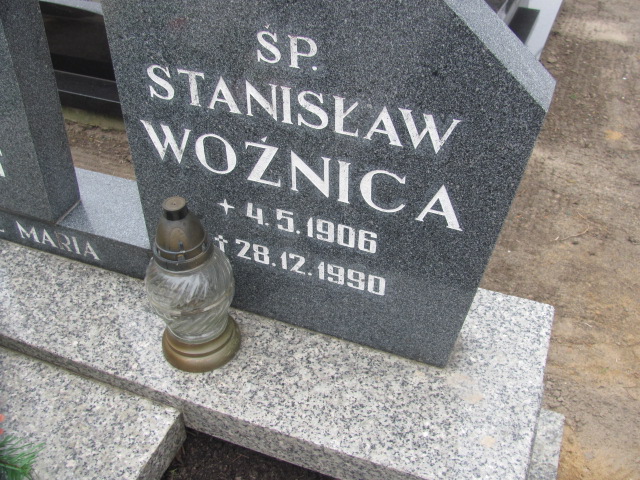 ŚP.
STANISŁAW
WOŹNICA
4.5.1906
28.12.1990
MARIA